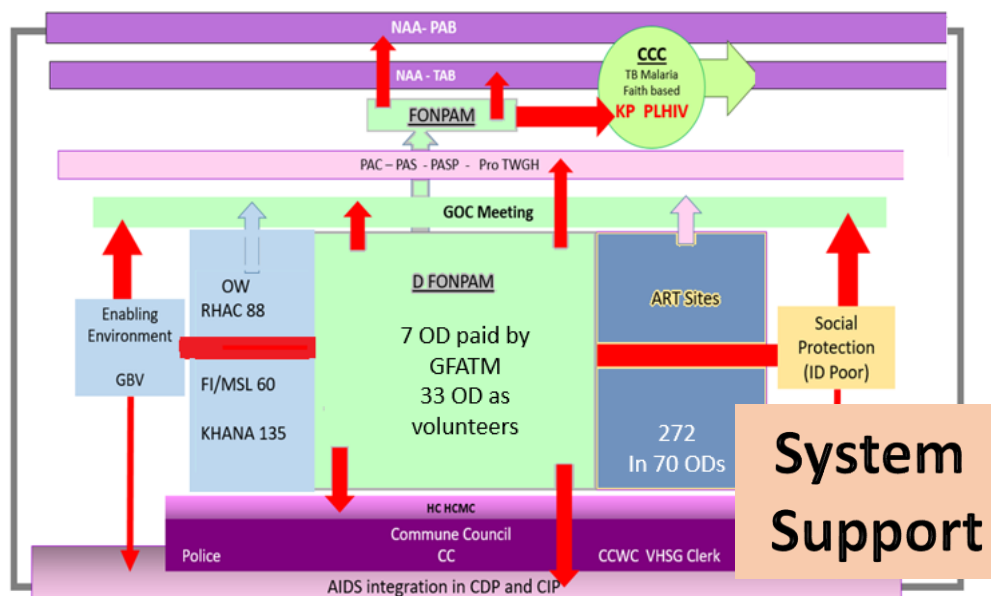 NAA- PAB
NAA - TAB
CCC
TB Malaria
Faith based
KP PLHIV
FONPAM
PAC – PAS - PASP - Pro TWGH
GOC Meeting
Enabling
Environment
GBV
OW
RHAC 88
FI/MSL 60
KHANA 135
D FONPAM
7 OD paid by
GFATM
33 OD as
volunteers
ART Sites
272
In 70 ODs
Social
Protection
(ID Poor)
System
Support
HC HCMC
Commune Council
Police
CC
CCWC VHSG Clerk
AIDS integration in CDP and CIP